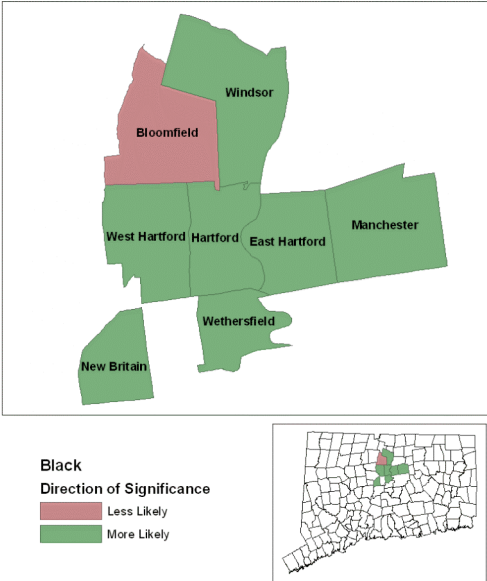 Windsor
Bloomfield
Manchester
West Hartford
Hartford
East Hartford
Wethersfield
New Britain
Black
Direction of Significance
Less Likely
More Likely